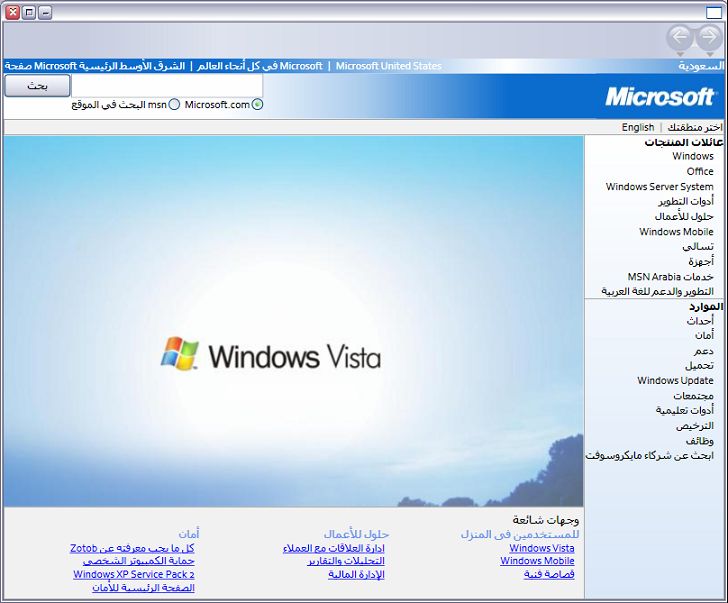 السعودية
Microsoft United States | Microsoft في كل أنحاء العالم | الشرق الأوسط الرئيسية Microsoft صفحة
Microsoft
بحث
Microsoft.com msn البحث في الموقع
اختر منطقتك | English
عائلات المنتجات
Windows
Office
Windows Server System
أدوات التطوير
حلول للأعمال
Windows Mobile
تسالي
أجهزة
خدمات MSN Arabia
التطوير والدعم للغة العربية
الموارد
أحداث
أمان
دعم
تحميل
Windows Update
مجتمعات
أدوات تعليمية
الترخيص
وظائف
ابحث عن شركاء مايكروسوفت
Windows Vista
وجهات شائعة
للمستخدمين في المنزل
Windows Vista
Windows Mobile
قصاصة فنية
حلول للأعمال
ادارة العلاقات مع العملاء
التحليلات والتقارير
الإدارة المالية
أمان
كل ما يجب معرفته عن Zotob
حماية الكمبيوتر الشخصي
Windows XP Service Pack 2
الصفحة الرئيسية للأمان